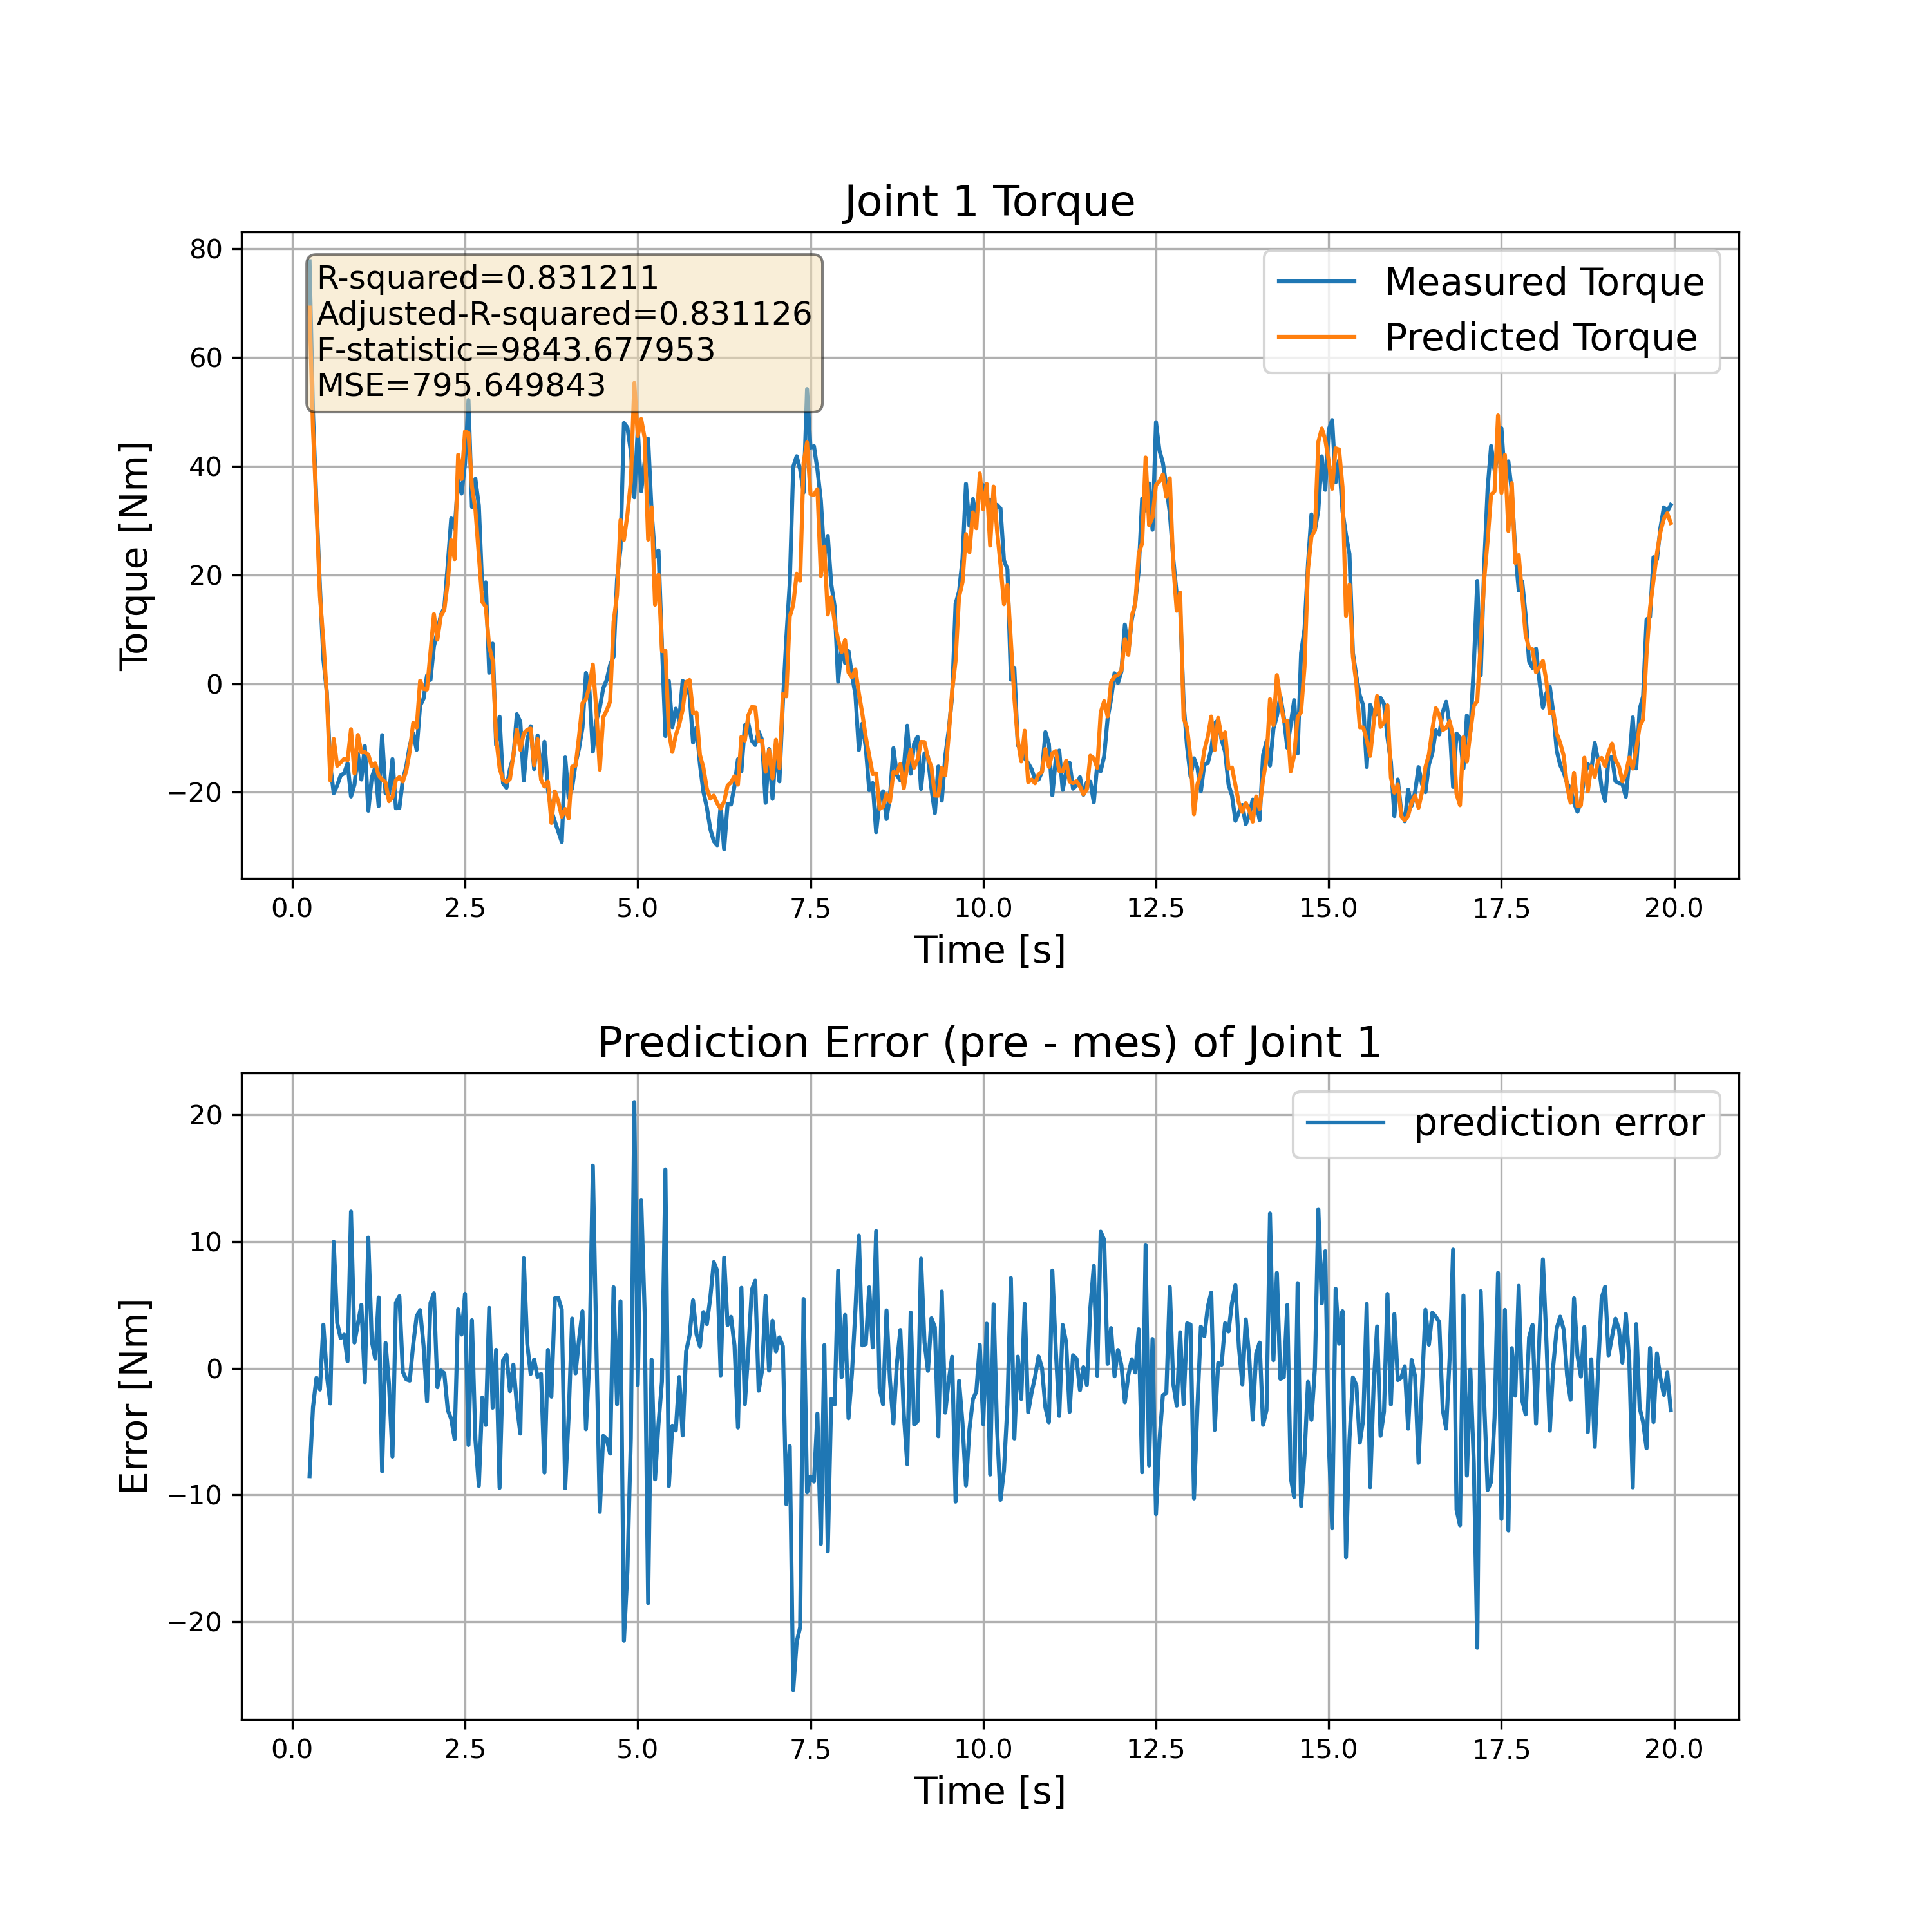 Joint 1 Torque
80
60
40
20
0
−20
Torque [Nm]
R-squared=0.831211
Adjusted-R-squared=0.831126
F-statistic=9843.677953
MSE=795.649843
Measured Torque
Predicted Torque
0.0 2.5 5.0 7.5 10.0 12.5 15.0 17.5 20.0
Time [s]
Prediction Error (pre - mes) of Joint 1
20
10
0
−10
−20
Error [Nm]
prediction error
0.0 2.5 5.0 7.5 10.0 12.5 15.0 17.5 20.0
Time [s]